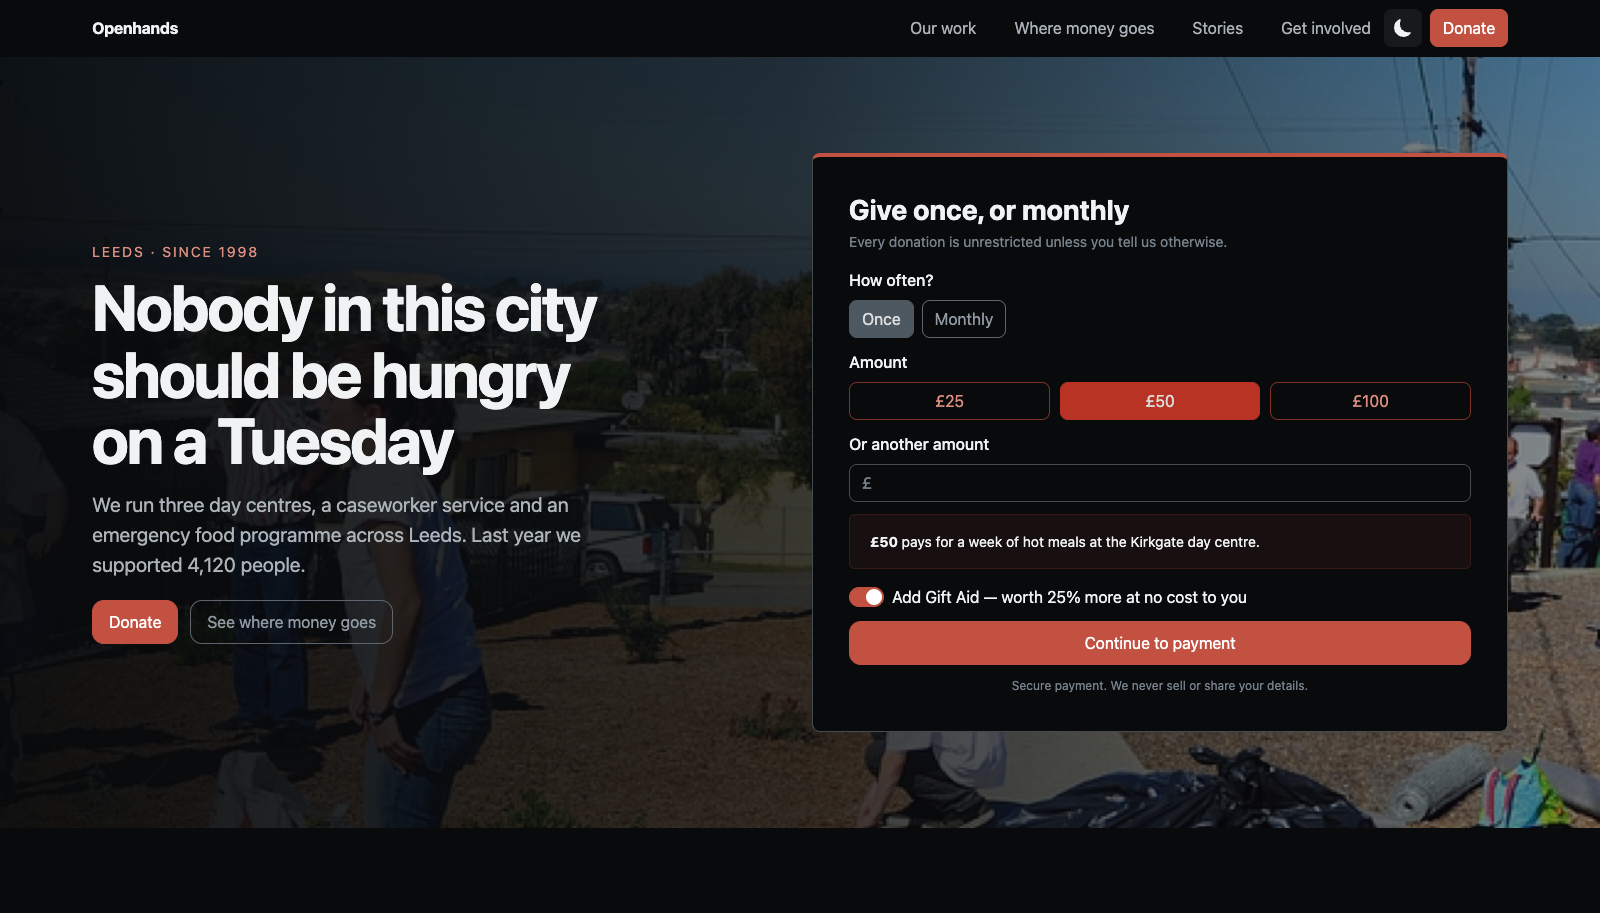 Openhands
Our work
Where money goes
Stories
Get involved
Donate
LEEDS · SINCE 1998
Nobody in this city
should be hungry
on a Tuesday
We run three day centres, a caseworker service and an
emergency food programme across Leeds. Last year we
supported 4,120 people.
Donate
See where money goes
Give once, or monthly
Every donation is unrestricted unless you tell us otherwise.
How often?
Once
Monthly
Amount
£25
£50
£100
Or another amount
£
£50 pays for a week of hot meals at the Kirkgate day centre.
Add Gift Aid — worth 25% more at no cost to you
Continue to payment
Secure payment. We never sell or share your details.